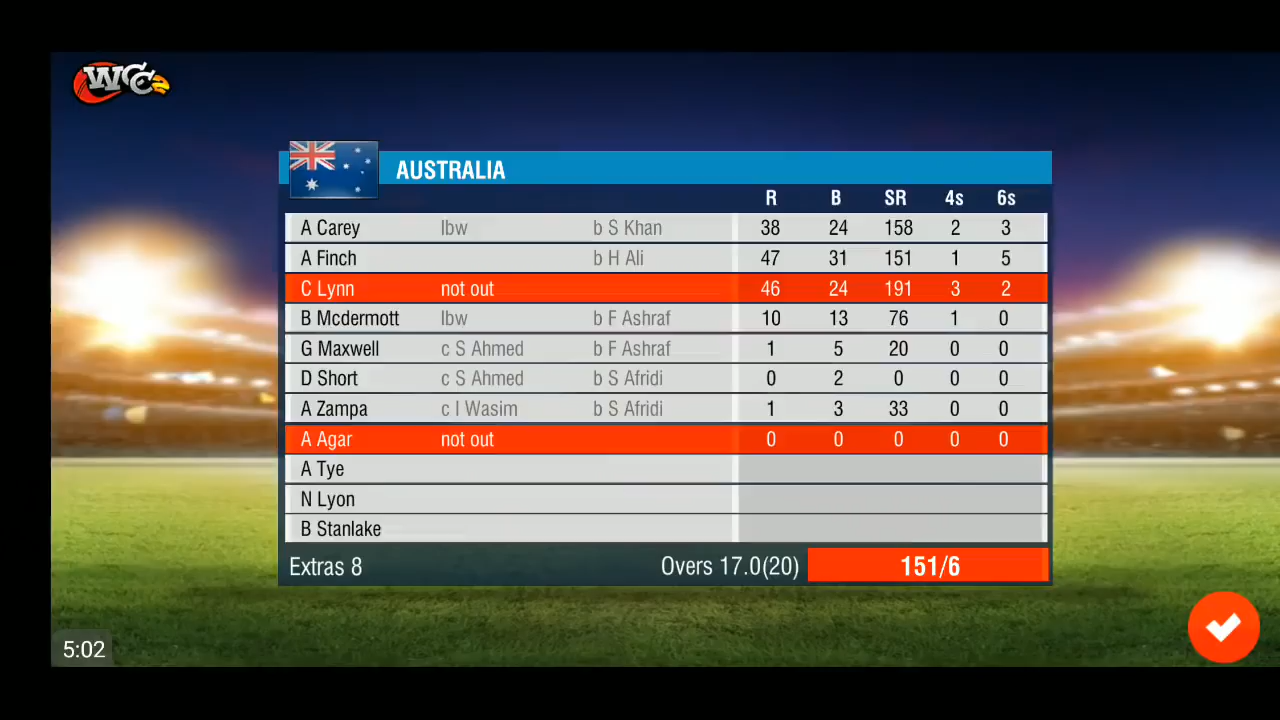 WCC2
AUSTRALIA
R B SR 4s 6s
A Carey lbw b S Khan 38 24 158 2 3
A Finch b H Ali 47 31 151 1 5
C Lynn not out 46 24 191 3 2
B Mcdermott lbw b F Ashraf 10 13 76 1 0
G Maxwell c S Ahmed b F Ashraf 1 5 20 0 0
D Short c S Ahmed b S Afridi 0 2 0 0 0
A Zampa c I Wasim b S Afridi 1 3 33 0 0
A Agar not out 0 0 0 0 0
A Tye
N Lyon
B Stanlake
Extras 8 Overs 17.0(20) 151/6
5:02